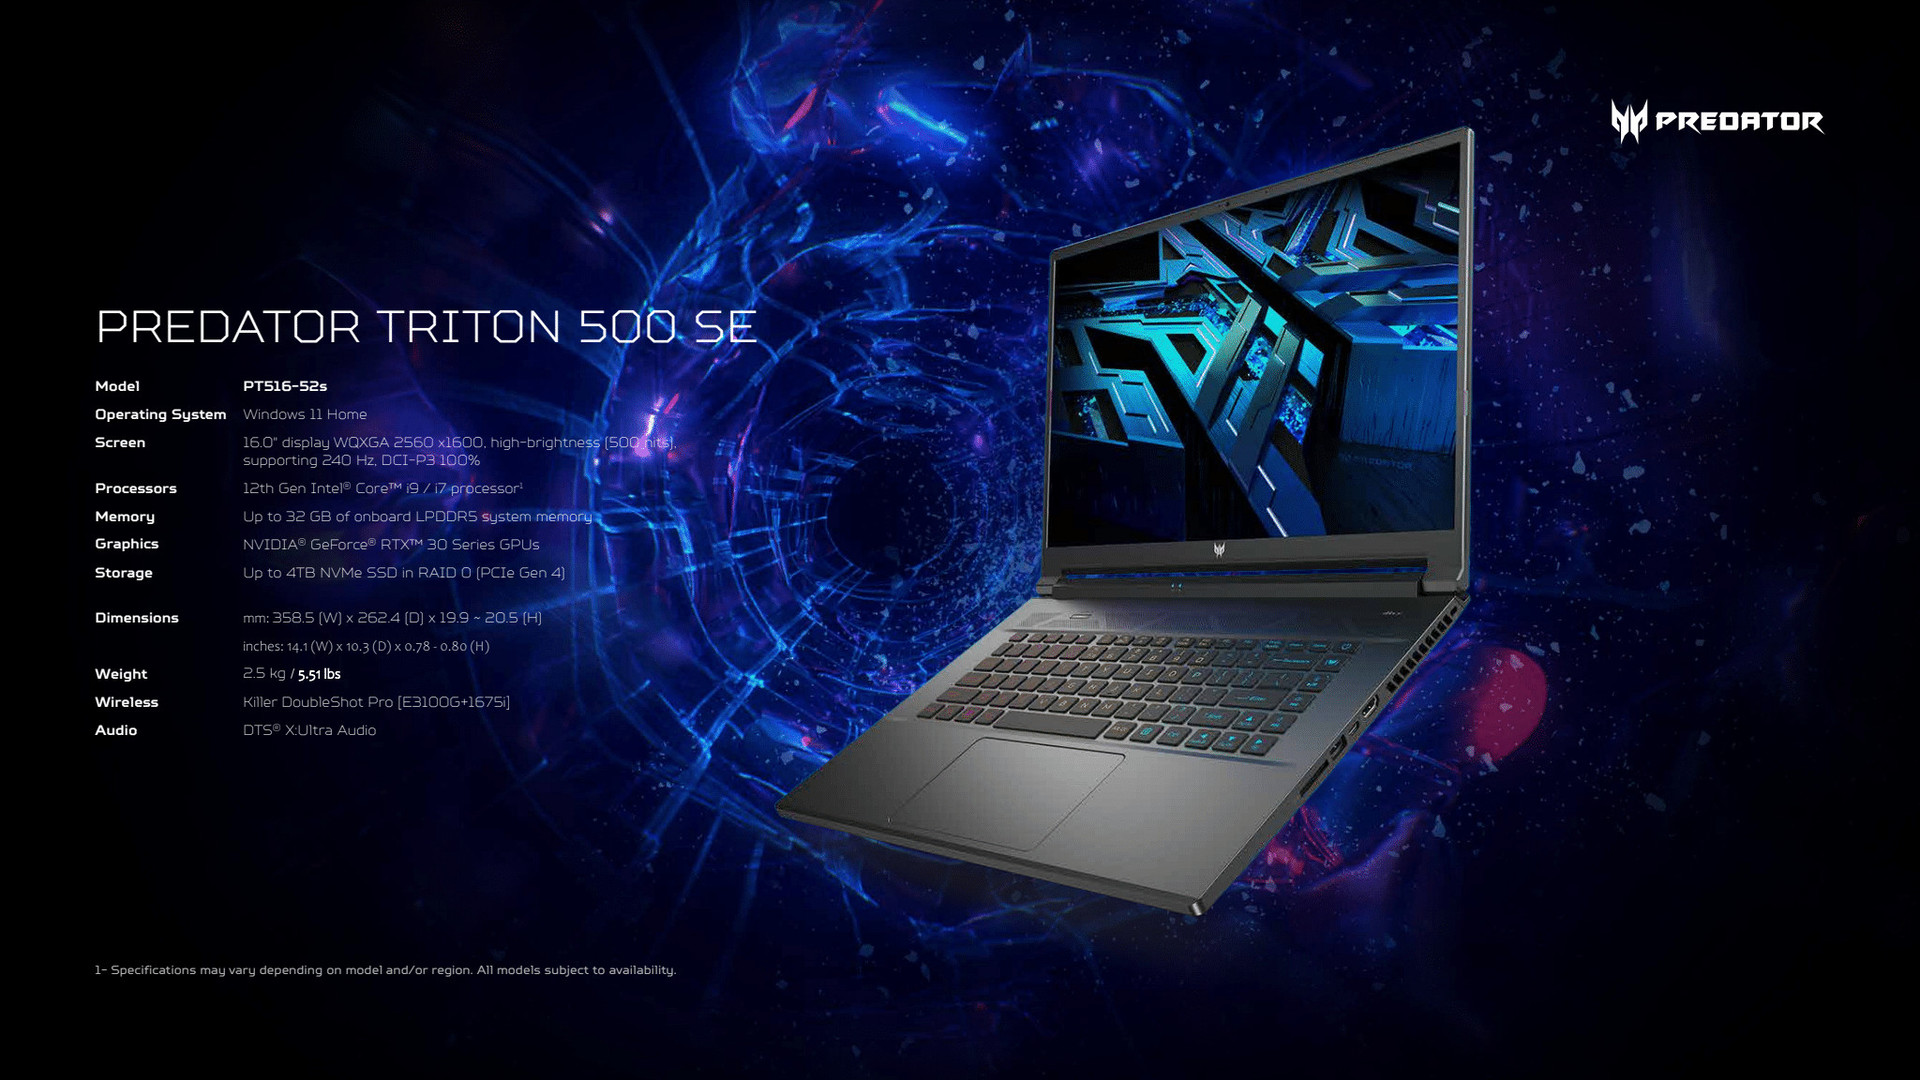 PREDATOR
PREDATOR TRITON 500 SE
Model PT516-52s
Operating System Windows 11 Home
Screen 16.0" display WQXGA 2560 x1600, high-brightness (500 nits),
supporting 240 Hz, DCI-P3 100%
Processors 12th Gen Intel® Core™ i9 / i7 processor¹
Memory Up to 32 GB of onboard LPDDR5 system memory
Graphics NVIDIA® GeForce® RTX™ 30 Series GPUs
Storage Up to 4TB NVMe SSD in RAID 0 (PCIe Gen 4)
Dimensions mm: 358.5 (W) x 262.4 (D) x 19.9 ~ 20.5 (H)
inches: 14.1 (W) x 10.3 (D) x 0.78 - 0.80 (H)
Weight 2.5 kg / 5.51 lbs
Wireless Killer DoubleShot Pro [E3100G+1675i]
Audio DTS® X:Ultra Audio
PREDATOR
1- Specifications may vary depending on model and/or region. All models subject to availability.